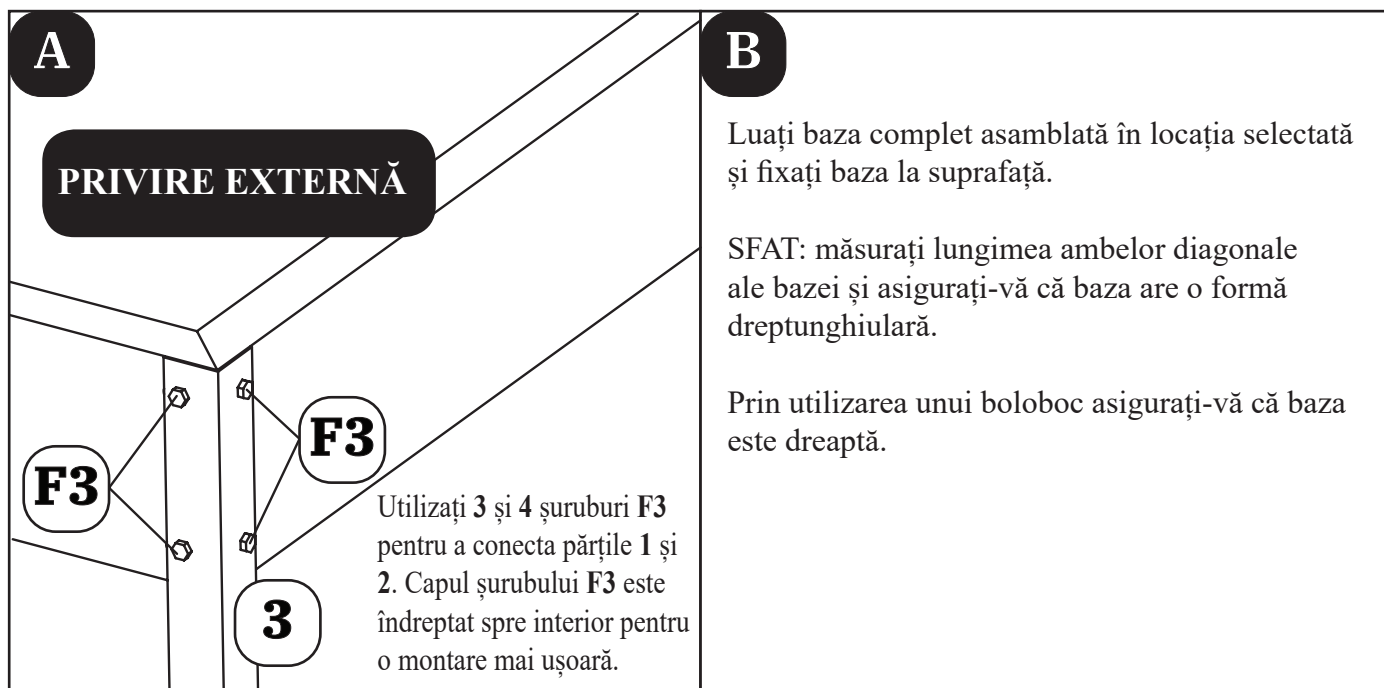 A
PRIVIRE EXTERNĂ
F3
F3
3
Utilizați 3 și 4 șuruburi F3
pentru a conecta părțile 1 și
2. Capul șurubului F3 este
îndreptat spre interior pentru
o montare mai ușoară.
B
Luați baza complet asamblată în locația selectată
și fixați baza la suprafață.
SFAT: măsurați lungimea ambelor diagonale
ale bazei și asigurați-vă că baza are o formă
dreptunghiulară.
Prin utilizarea unui boloboc asigurați-vă că baza
este dreaptă.